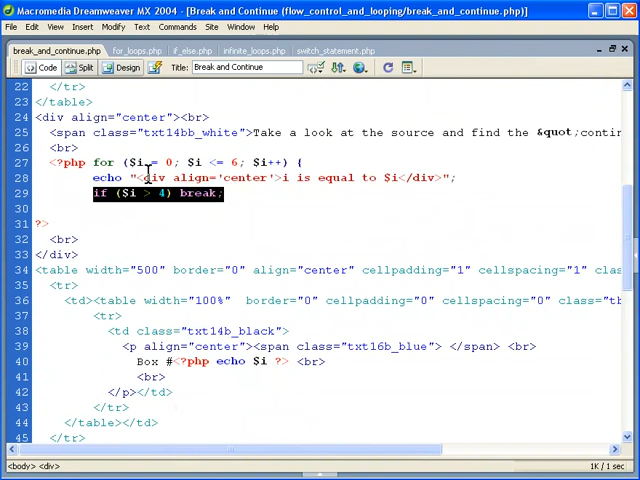 Macromedia Dreamweaver MX 2004 - [Break and Continue (flow_control_and_looping/break_and_continue.php)]
File Edit View Insert Modify Text Commands Site Window Help
break_and_continue.php for_loops.php if_else.php infinite_loops.php switch_statement.php
Code Split Design Title: Break and Continue
22 </tr>
23 </table>
24 <div align="center"><br>
25 <span class="txt14bb_white">Take a look at the source and find the &quot;contin
26 <br>
27 <?php for ($i = 0; $i <= 6; $i++) {
28 echo "<div align='center'>i is equal to $i</div>";
29 if ($i > 4) break;
30
31 ?>
32 <br>
33 </div>
34 <table width="500" border="0" align="center" cellpadding="1" cellspacing="1" clas
35 <tr>
36 <td><table width="100%" border="0" cellpadding="0" cellspacing="0" class="tb
37 <tr>
38 <td class="txt14b_black">
39 <p align="center"><span class="txt16b_blue"> </span> <br>
40 Box #<?php echo $i ?> <br>
41 <br>
42 </p></td>
43 </tr>
44 </table></td>
45 </tr>
<body> <div> 1K / 1 sec